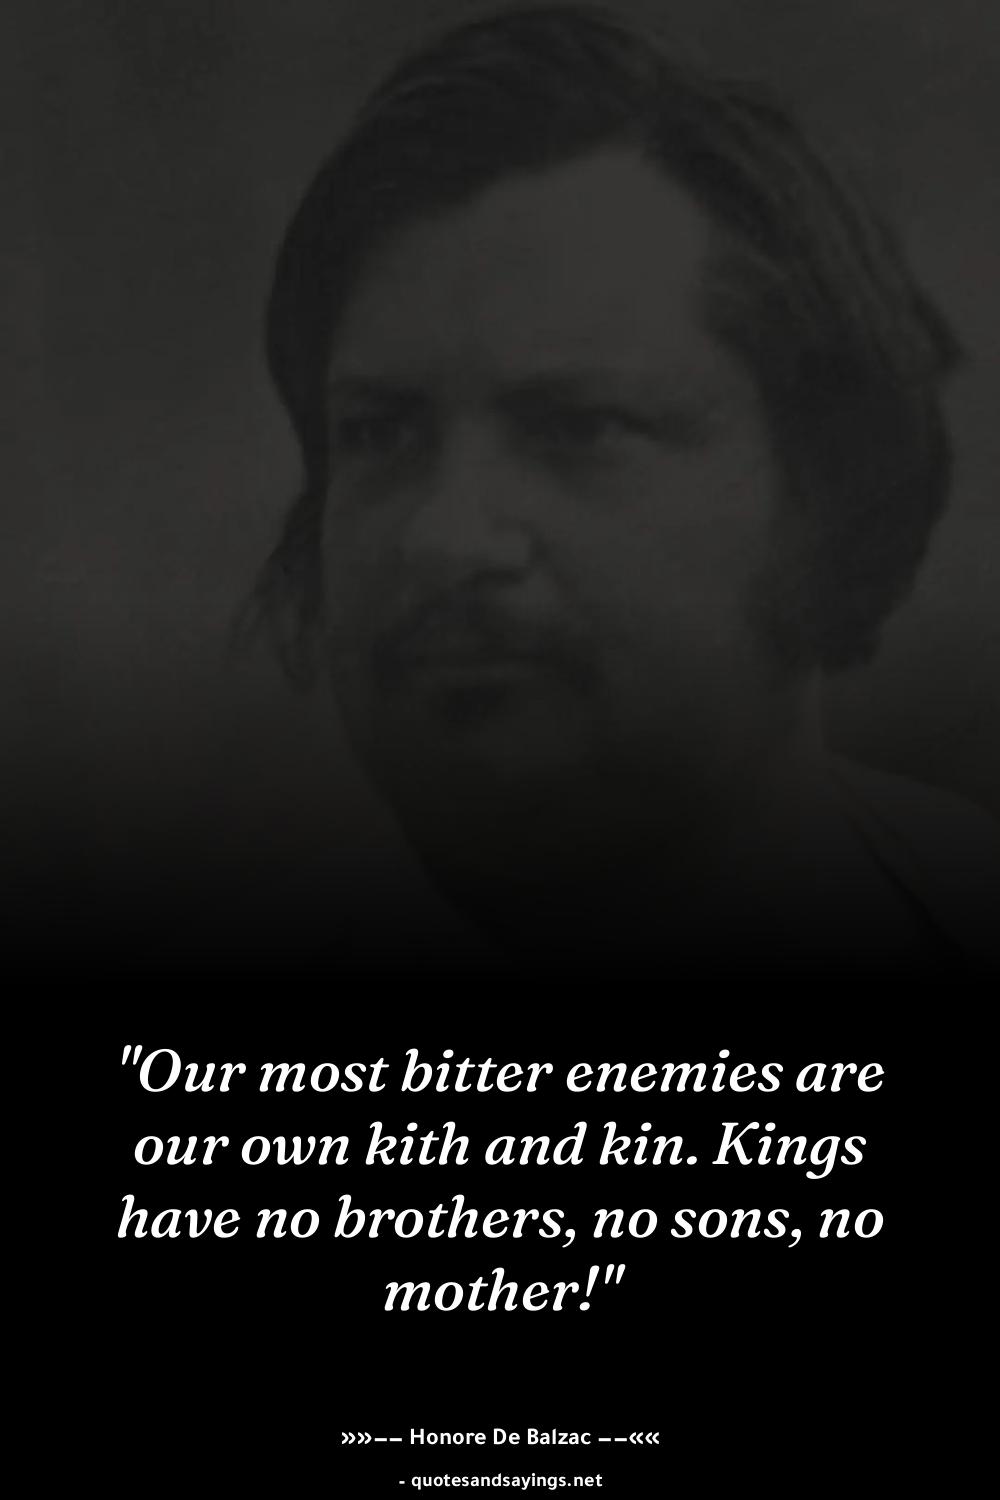 "Our most bitter enemies are
our own kith and kin. Kings
have no brothers, no sons, no
mother!"
»»−− Honore De Balzac −−««
- quotesandsayings.net